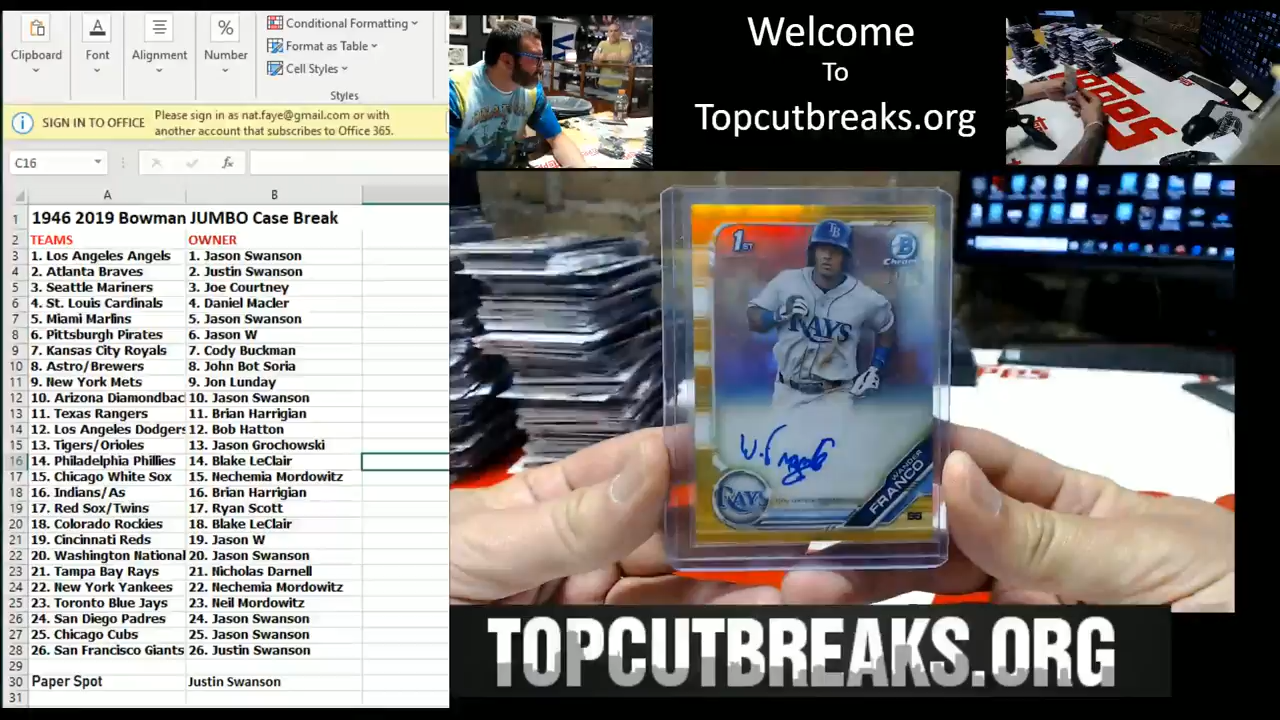 Clipboard
Font
Alignment
Number
Conditional Formatting
Format as Table
Cell Styles
Styles
SIGN IN TO OFFICE Please sign in as nat.faye@gmail.com or with
another account that subscribes to Office 365.
C16 fx
A B
1 1946 2019 Bowman JUMBO Case Break
2 TEAMS OWNER
3 1. Los Angeles Angels 1. Jason Swanson
4 2. Atlanta Braves 2. Justin Swanson
5 3. Seattle Mariners 3. Joe Courtney
6 4. St. Louis Cardinals 4. Daniel Macler
7 5. Miami Marlins 5. Jason Swanson
8 6. Pittsburgh Pirates 6. Jason W
9 7. Kansas City Royals 7. Cody Buckman
10 8. Astro/Brewers 8. John Bot Soria
11 9. New York Mets 9. Jon Lunday
12 10. Arizona Diamondbac 10. Jason Swanson
13 11. Texas Rangers 11. Brian Harrigian
14 12. Los Angeles Dodgers 12. Bob Hatton
15 13. Tigers/Orioles 13. Jason Grochowski
16 14. Philadelphia Phillies 14. Blake LeClair
17 15. Chicago White Sox 15. Nechemia Mordowitz
18 16. Indians/As 16. Brian Harrigian
19 17. Red Sox/Twins 17. Ryan Scott
20 18. Colorado Rockies 18. Blake LeClair
21 19. Cincinnati Reds 19. Jason W
22 20. Washington National 20. Jason Swanson
23 21. Tampa Bay Rays 21. Nicholas Darnell
24 22. New York Yankees 22. Nechemia Mordowitz
25 23. Toronto Blue Jays 23. Neil Mordowitz
26 24. San Diego Padres 24. Jason Swanson
27 25. Chicago Cubs 25. Jason Swanson
28 26. San Francisco Giants 26. Justin Swanson
29
30 Paper Spot Justin Swanson
31
Welcome
To
Topcutbreaks.org
TOPPS
1ST
B
Chrome
TB
RAYS
W. Franco
RAYS
WANDER
FRANCO
SS
TOPCUTBREAKS.ORG